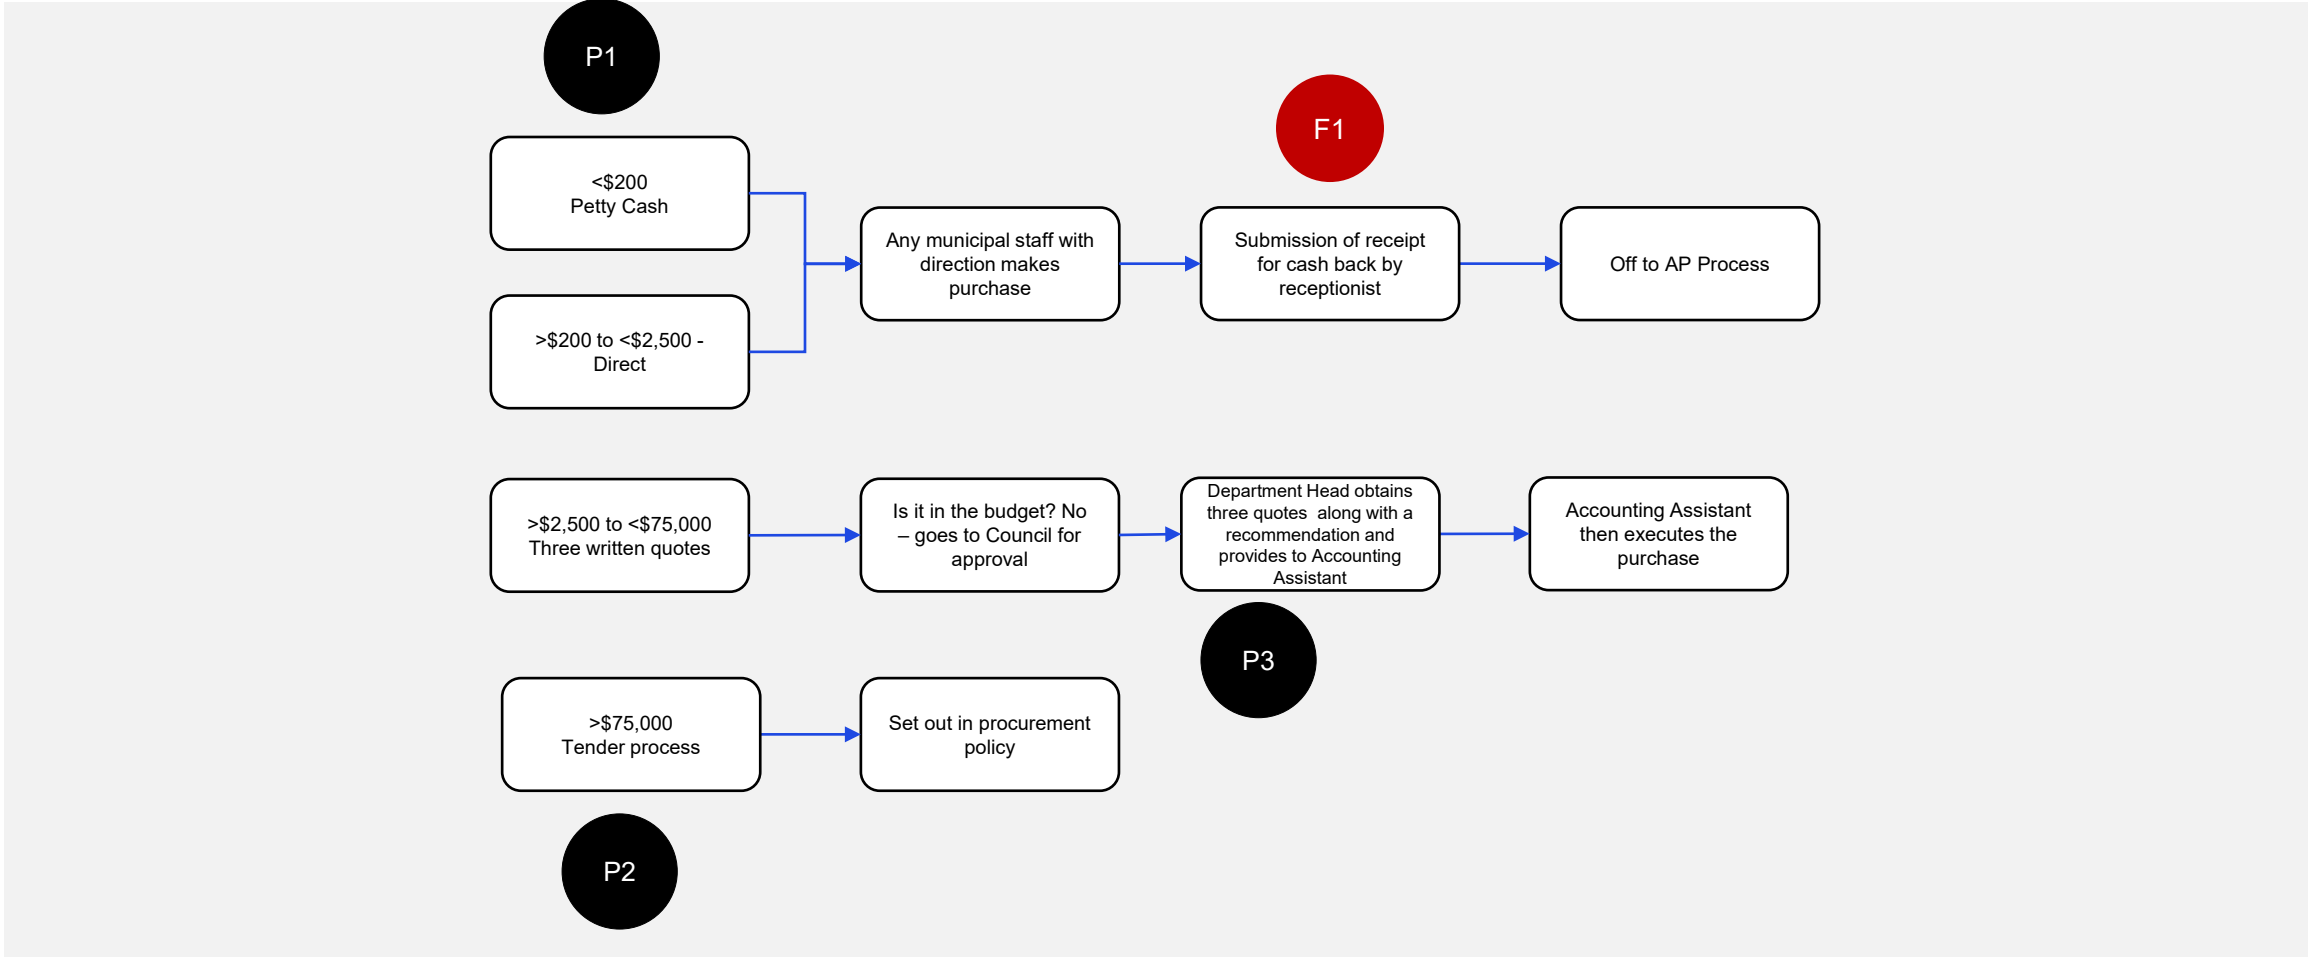 P1
F1
<$200
Petty Cash
>$200 to <$2,500 -
Direct
Any municipal staff with
direction makes
purchase
Submission of receipt
for cash back by
receptionist
Off to AP Process
>$2,500 to <$75,000
Three written quotes
Is it in the budget? No
– goes to Council for
approval
Department Head obtains
three quotes  along with a
recommendation and
provides to Accounting
Assistant
Accounting Assistant
then executes the
purchase
P3
>$75,000
Tender process
Set out in procurement
policy
P2